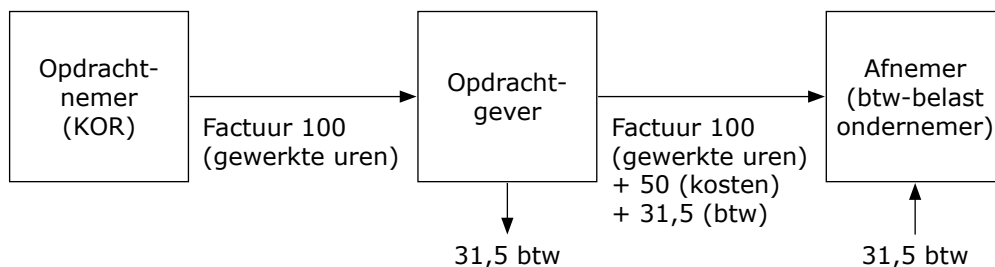 Opdracht-
nemer
(KOR)
Factuur 100
(gewerkte uren)
Opdracht-
gever
31,5 btw
Factuur 100
(gewerkte uren)
+ 50 (kosten)
+ 31,5 (btw)
Afnemer
(btw-belast
ondernemer)
31,5 btw